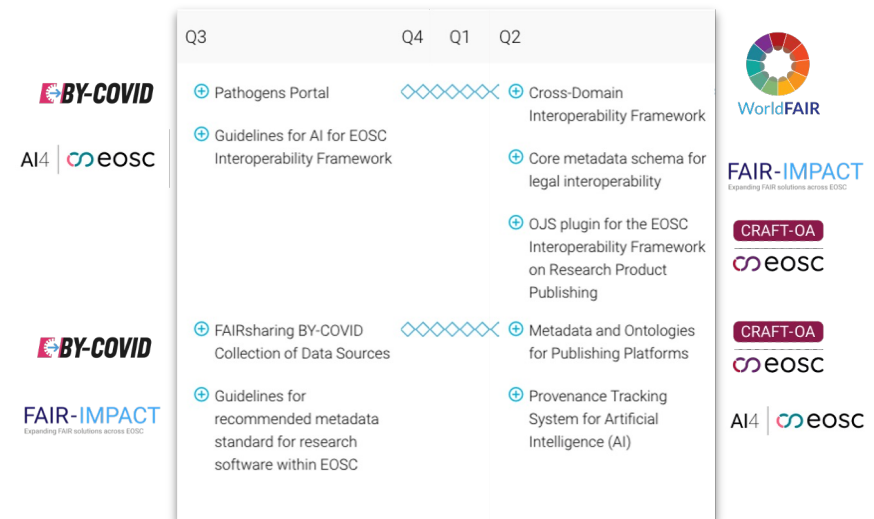 Q3 Q4 Q1 Q2
BY-COVID
AI4 eosc
Pathogens Portal
Guidelines for AI for EOSC
Interoperability Framework
Cross-Domain
Interoperability Framework
Core metadata schema for
legal interoperability
OJS plugin for the EOSC
Interoperability Framework
on Research Product
Publishing
WorldFAIR
FAIR-IMPACT
Expanding FAIR solutions across EOSC
CRAFT-OA
eosc
BY-COVID
FAIR-IMPACT
Expanding FAIR solutions across EOSC
FAIRsharing BY-COVID
Collection of Data Sources
Guidelines for
recommended metadata
standard for research
software within EOSC
Metadata and Ontologies
for Publishing Platforms
Provenance Tracking
System for Artificial
Intelligence (AI)
CRAFT-OA
eosc
AI4 eosc